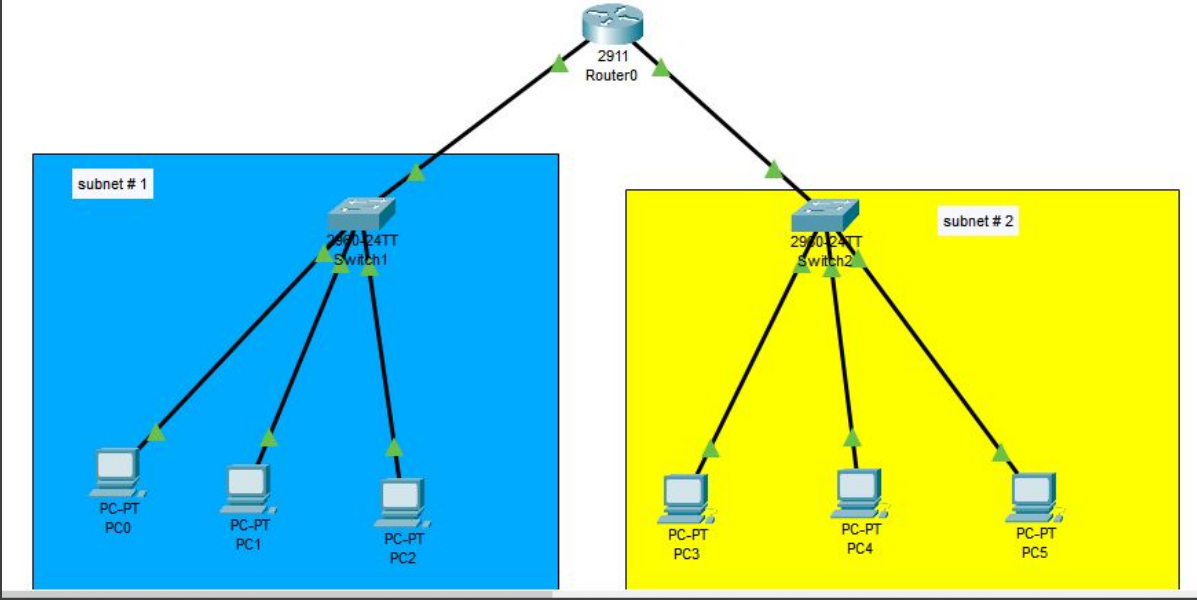 2911
Router0
subnet # 1
2960-24TT
Switch1
subnet # 2
2960-24TT
Switch2
PC-PT
PC0
PC-PT
PC1
PC-PT
PC2
PC-PT
PC3
PC-PT
PC4
PC-PT
PC5